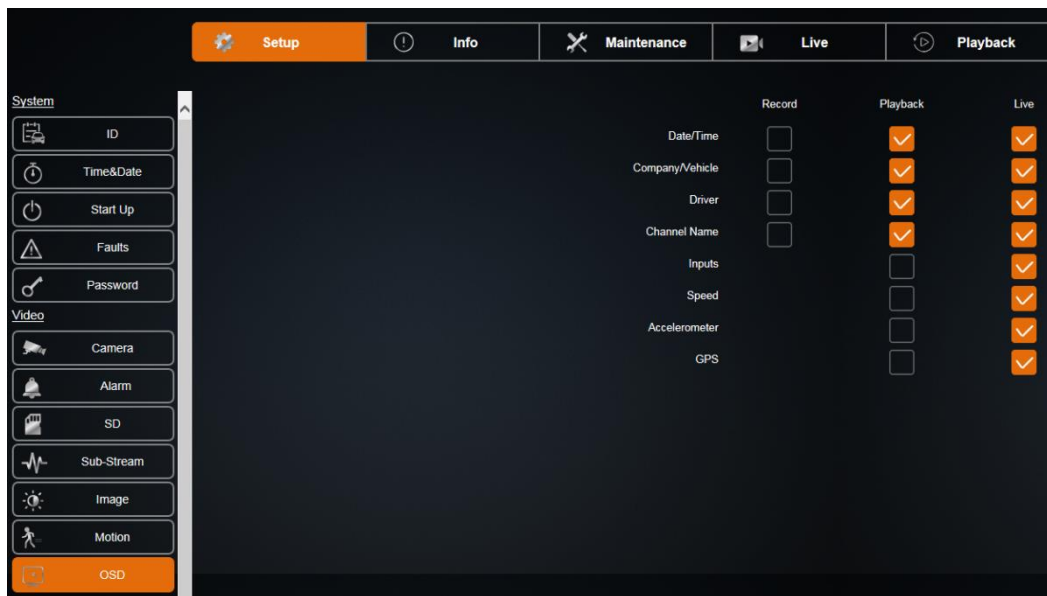 Setup
Info
Maintenance
Live
Playback
System
ID
Time&Date
Start Up
Faults
Password
Video
Camera
Alarm
SD
Sub-Stream
Image
Motion
OSD
Record Playback Live
Date/Time
Company/Vehicle
Driver
Channel Name
Inputs
Speed
Accelerometer
GPS